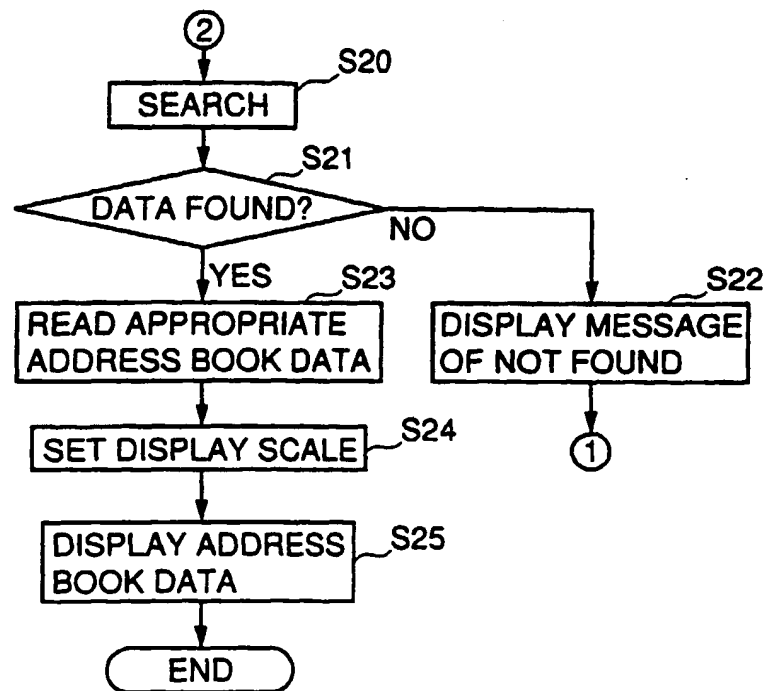 2
S20
SEARCH
S21
DATA FOUND?
NO
YES
S23
READ APPROPRIATE
ADDRESS BOOK DATA
S22
DISPLAY MESSAGE
OF NOT FOUND
S24
SET DISPLAY SCALE
1
S25
DISPLAY ADDRESS
BOOK DATA
END